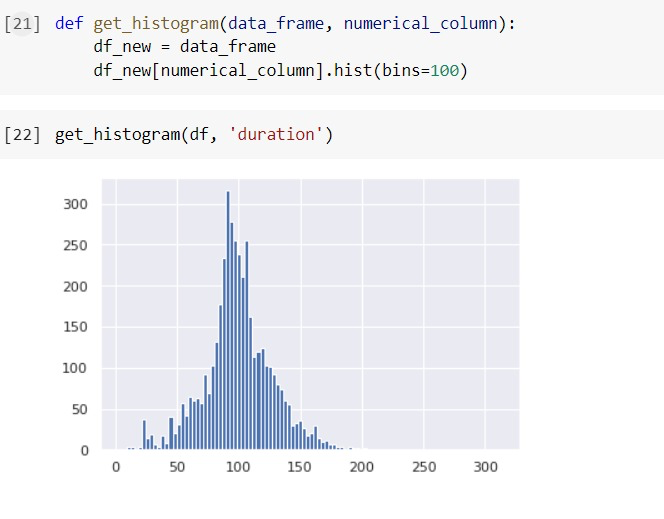 [21] def get_histogram(data_frame, numerical_column):
df_new = data_frame
df_new[numerical_column].hist(bins=100)
[22] get_histogram(df, 'duration')
300
250
200
150
100
50
0
0 50 100 150 200 250 300